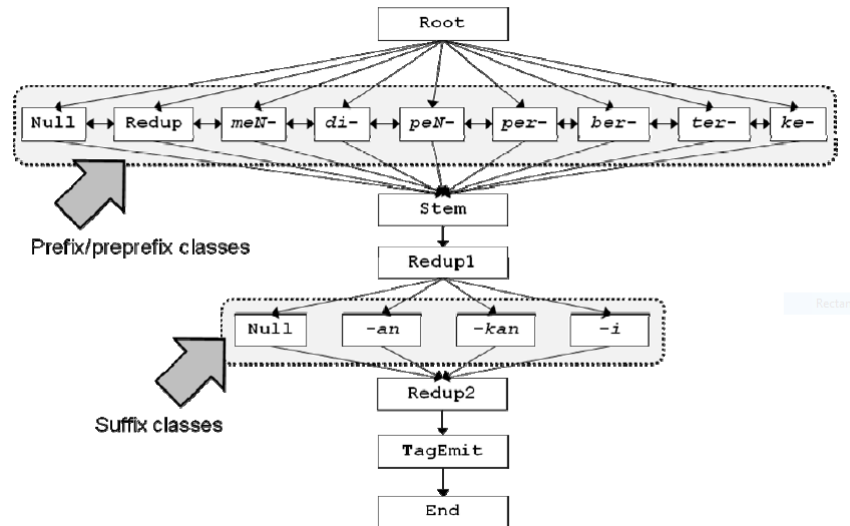 Root
Null Redup meN- di- peN- per- ber- ter- ke-
Stem
Prefix/preprefix classes
Redup1
Null -an -kan -i
Redup2
Suffix classes
TagEmit
End